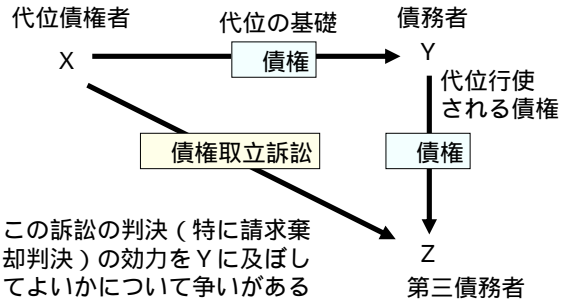 代位債権者
代位の基礎
債務者
X
債権
Y
代位行使
される債権
債権取立訴訟
債権
この訴訟の判決（特に請求棄
却判決）の効力をYに及ぼし
てよいかについて争いがある
Z
第三債務者